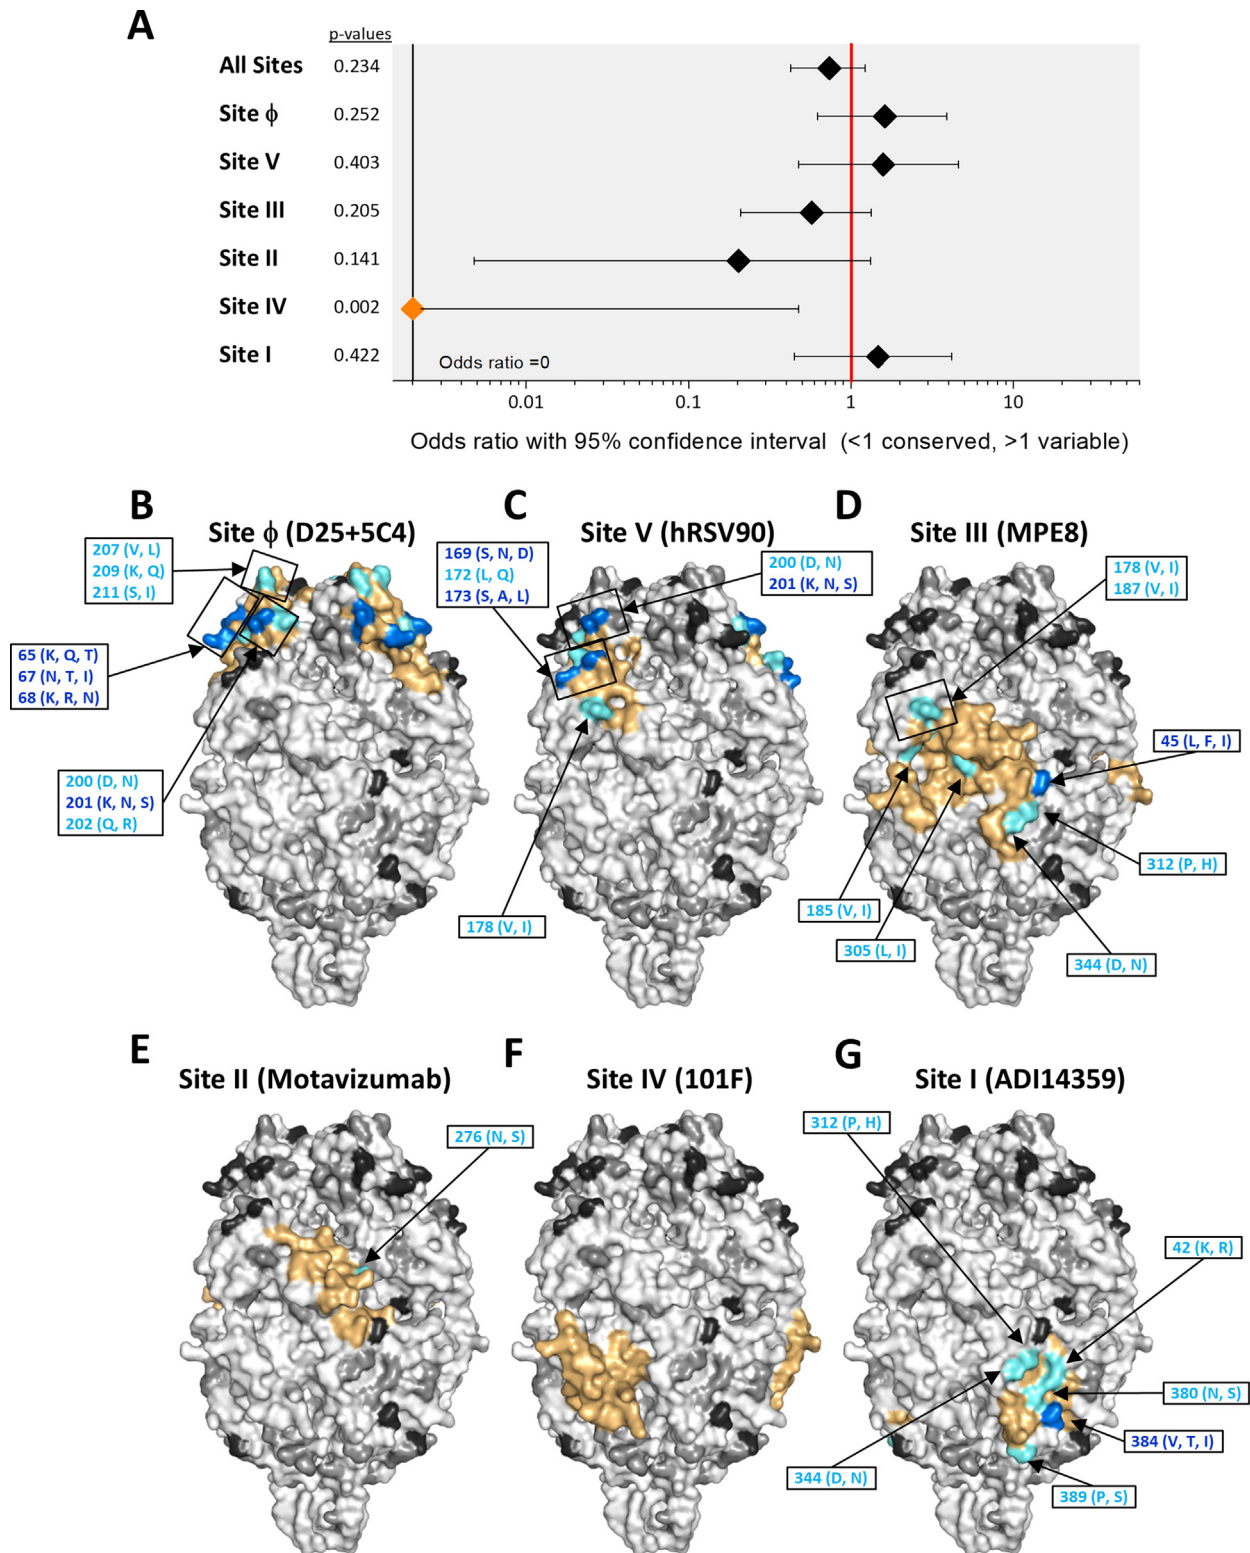 A
p-values
All Sites 0.234
Site ϕ 0.252
Site V 0.403
Site III 0.205
Site II 0.141
Site IV 0.002
Site I 0.422
Odds ratio =0
0.01 0.1 1 10
Odds ratio with 95% confidence interval (<1 conserved, >1 variable)
B
Site ϕ (D25+5C4)
207 (V, L)
209 (K, Q)
211 (S, I)
65 (K, Q, T)
67 (N, T, I)
68 (K, R, N)
200 (D, N)
201 (K, N, S)
202 (Q, R)
C
Site V (hRSV90)
169 (S, N, D)
172 (L, Q)
173 (S, A, L)
200 (D, N)
201 (K, N, S)
178 (V, I)
D
Site III (MPE8)
178 (V, I)
187 (V, I)
45 (L, F, I)
312 (P, H)
185 (V, I)
305 (L, I)
344 (D, N)
E
Site II (Motavizumab)
276 (N, S)
F
Site IV (101F)
G
Site I (ADI14359)
312 (P, H)
42 (K, R)
380 (N, S)
384 (V, T, I)
344 (D, N)
389 (P, S)